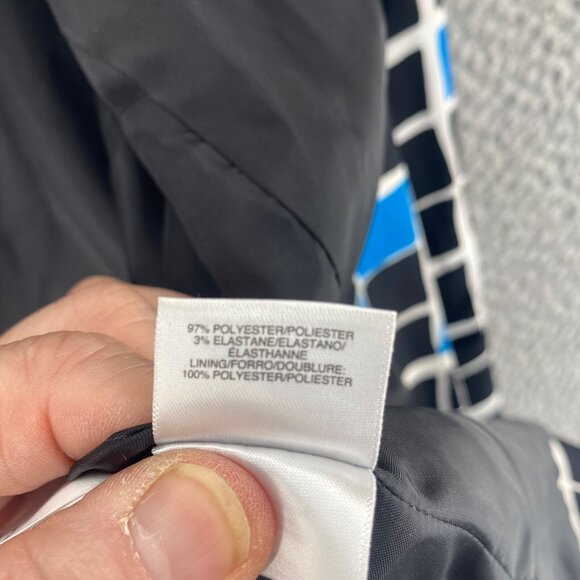 97% POLYESTER/POLIESTER
3% ELASTANE/ELASTANO/
ÉLASTHANNE
LINING/FORRO/DOUBLURE:
100% POLYESTER/POLIESTER